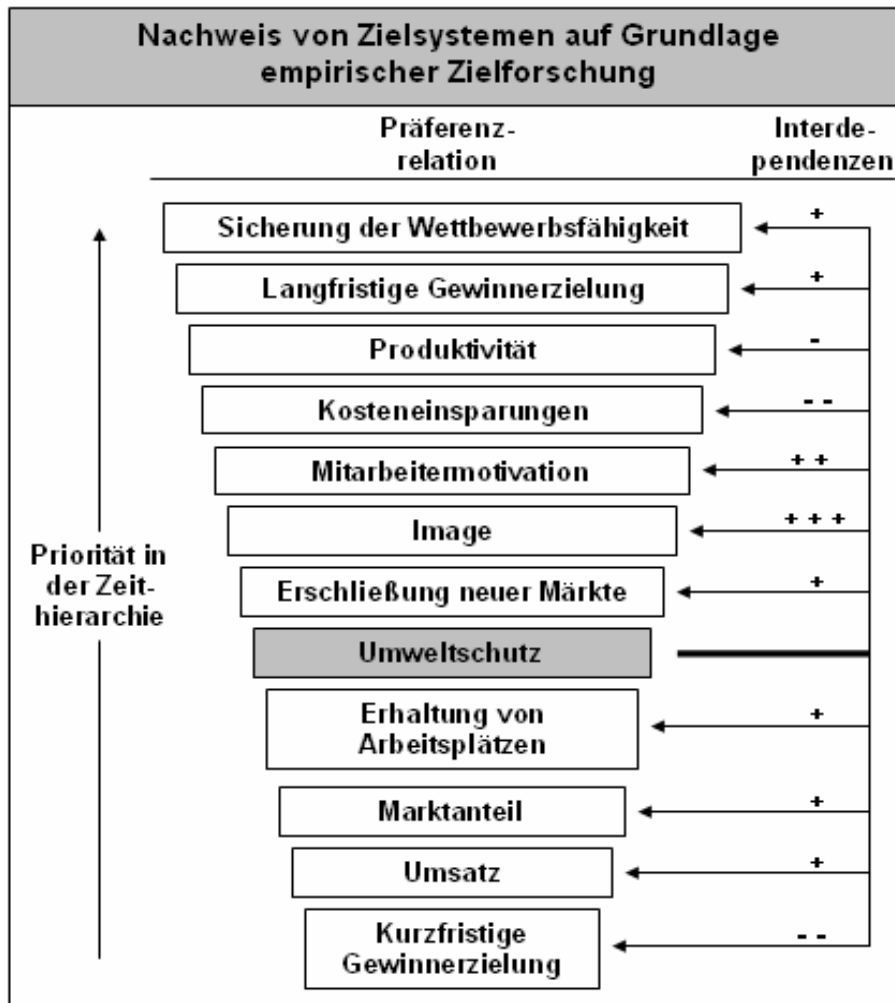 Nachweis von Zielsystemen auf Grundlage
empirischer Zielforschung
Präferenz-
relation
Interde-
pendenzen
Sicherung der Wettbewerbsfähigkeit
+
Langfristige Gewinnerzielung
+
Produktivität
-
Kosteneinsparungen
- -
Mitarbeitermotivation
+ +
Image
+ + +
Priorität in
der Zeit-
hierarchie
Erschließung neuer Märkte
+
Umweltschutz
Erhaltung von
Arbeitsplätzen
+
Marktanteil
+
Umsatz
+
Kurzfristige
Gewinnerzielung
- -